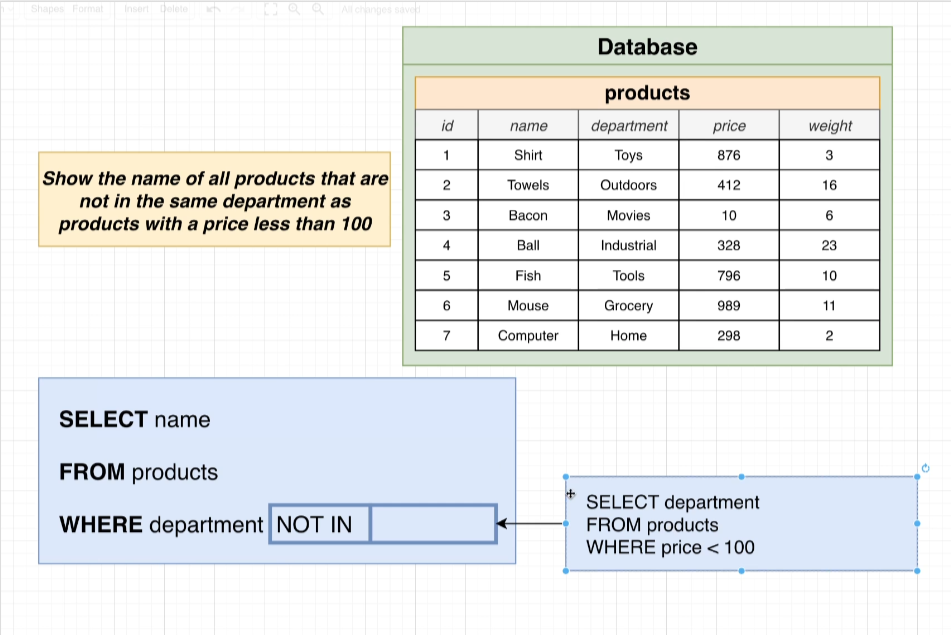 Shapes Format Insert Delete All changes saved
Database
products
id name department price weight
1 Shirt Toys 876 3
2 Towels Outdoors 412 16
3 Bacon Movies 10 6
4 Ball Industrial 328 23
5 Fish Tools 796 10
6 Mouse Grocery 989 11
7 Computer Home 298 2
Show the name of all products that are
not in the same department as
products with a price less than 100
SELECT name
FROM products
WHERE department NOT IN
SELECT department
FROM products
WHERE price < 100